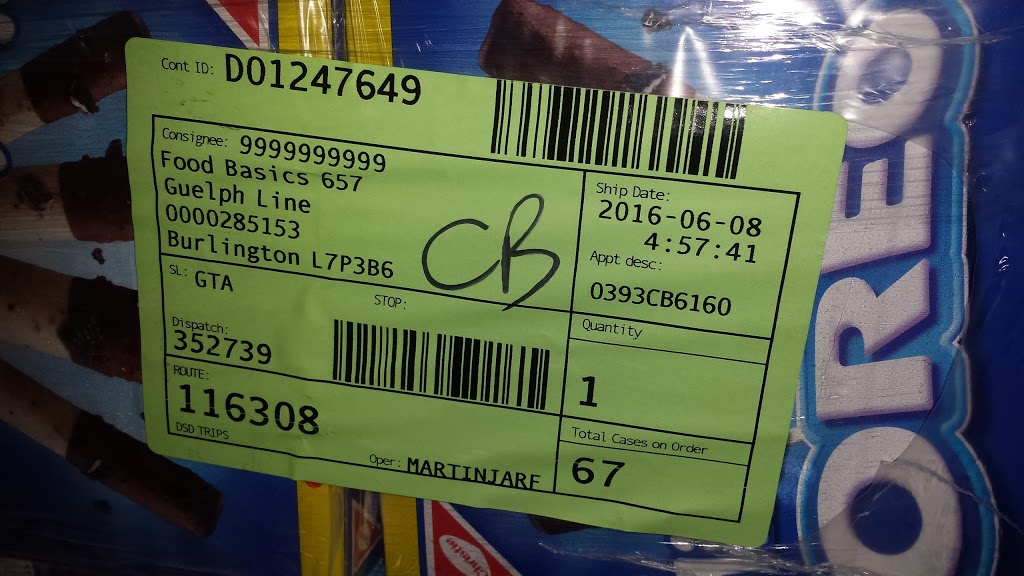 Cont ID: D01247649
Consignee: 9999999999
Food Basics 657
Guelph Line
0000285153
Burlington L7P3B6
CB
Ship Date:
2016-06-08
4:57:41
Appt desc:
0393CB6160
SL: GTA
STOP:
Dispatch:
352739
Quantity
1
ROUTE:
116308
DSD TRIPS
Total Cases on Order
67
Oper: MARTINJARF
OREO
Christie